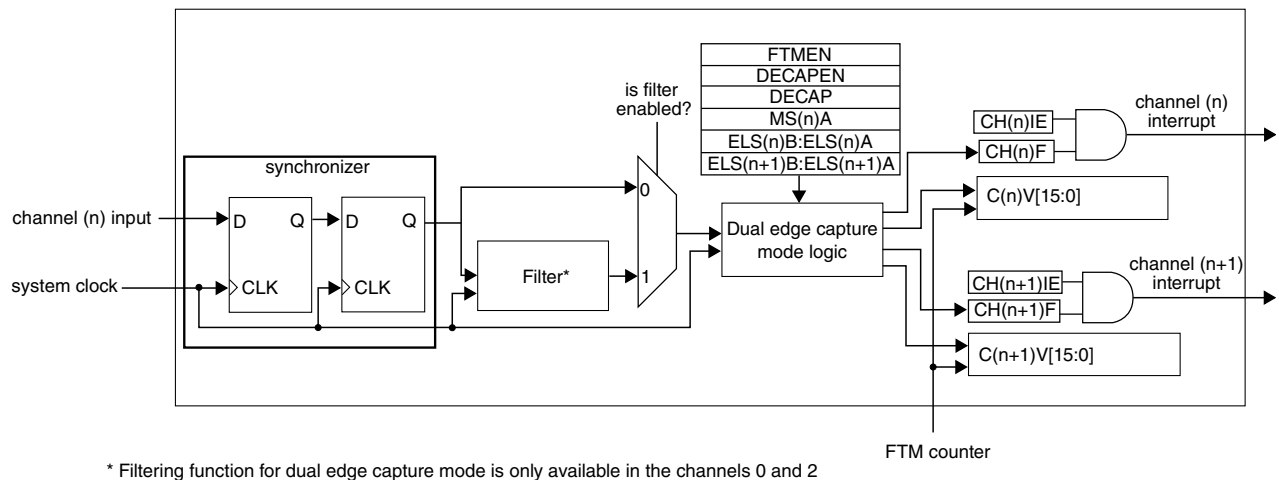 FTMEN
DECAPEN
DECAP
MS(n)A
ELS(n)B:ELS(n)A
ELS(n+1)B:ELS(n+1)A
is filter
enabled?
synchronizer
channel (n) input
D Q
D Q
system clock
CLK
CLK
Filter*
0
1
Dual edge capture
mode logic
CH(n)IE
CH(n)F
channel (n)
interrupt
C(n)V[15:0]
CH(n+1)IE
CH(n+1)F
channel (n+1)
interrupt
C(n+1)V[15:0]
FTM counter
* Filtering function for dual edge capture mode is only available in the channels 0 and 2